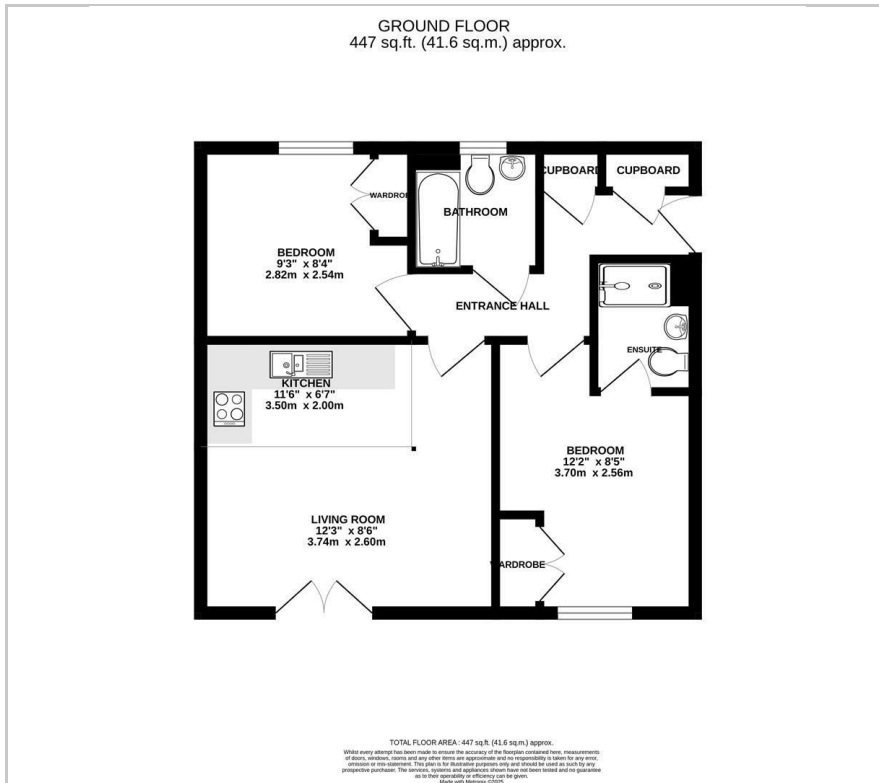 GROUND FLOOR
447 sq.ft. (41.6 sq.m.) approx.
CUPBOARD
CUPBOARD
WARDROBE
BATHROOM
BEDROOM
9'3" x 8'4"
2.82m x 2.54m
ENTRANCE HALL
ENSUITE
KITCHEN
11'6" x 6'7"
3.50m x 2.00m
BEDROOM
12'2" x 8'5"
3.70m x 2.56m
LIVING ROOM
12'3" x 8'6"
3.74m x 2.60m
WARDROBE
TOTAL FLOOR AREA : 447 sq.ft. (41.6 sq.m.) approx.
Whilst every attempt has been made to ensure the accuracy of the floorplan contained here, measurements
of doors, windows, rooms and any other items are approximate and no responsibility is taken for any error,
omission or mis-statement. This plan is for illustrative purposes only and should be used as such by any
prospective purchaser. The services, systems and appliances shown have not been tested and no guarantee
as to their operability or efficiency can be given.
Made with Metropix ©2025